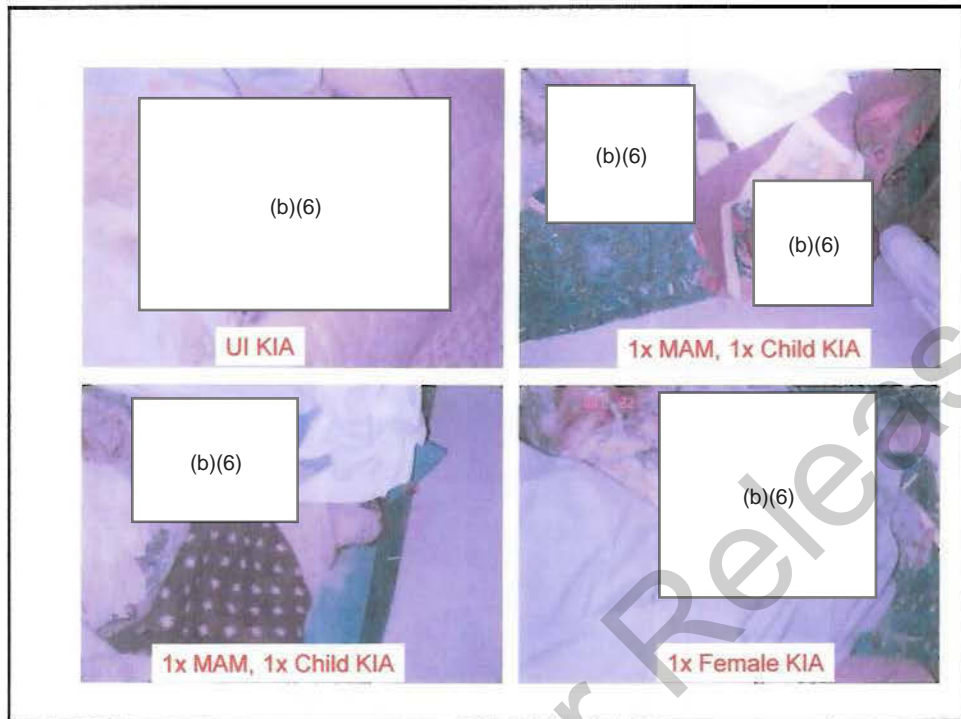 (b)(6)
UI KIA
(b)(6)
(b)(6)
1x MAM, 1x Child KIA
(b)(6)
1x MAM, 1x Child KIA
(b)(6)
1x Female KIA
r Releas